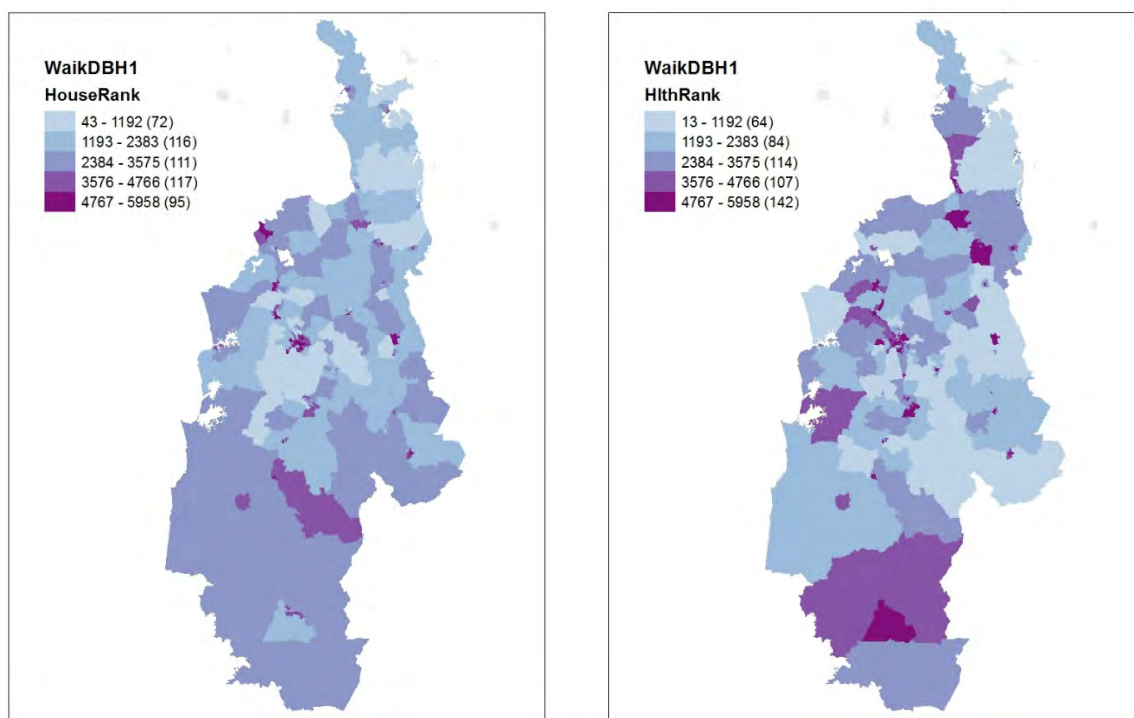 WaikDBH1
HouseRank
43 - 1192 (72)
1193 - 2383 (116)
2384 - 3575 (111)
3576 - 4766 (117)
4767 - 5958 (95)
WaikDBH1
HlthRank
13 - 1192 (64)
1193 - 2383 (84)
2384 - 3575 (114)
3576 - 4766 (107)
4767 - 5958 (142)